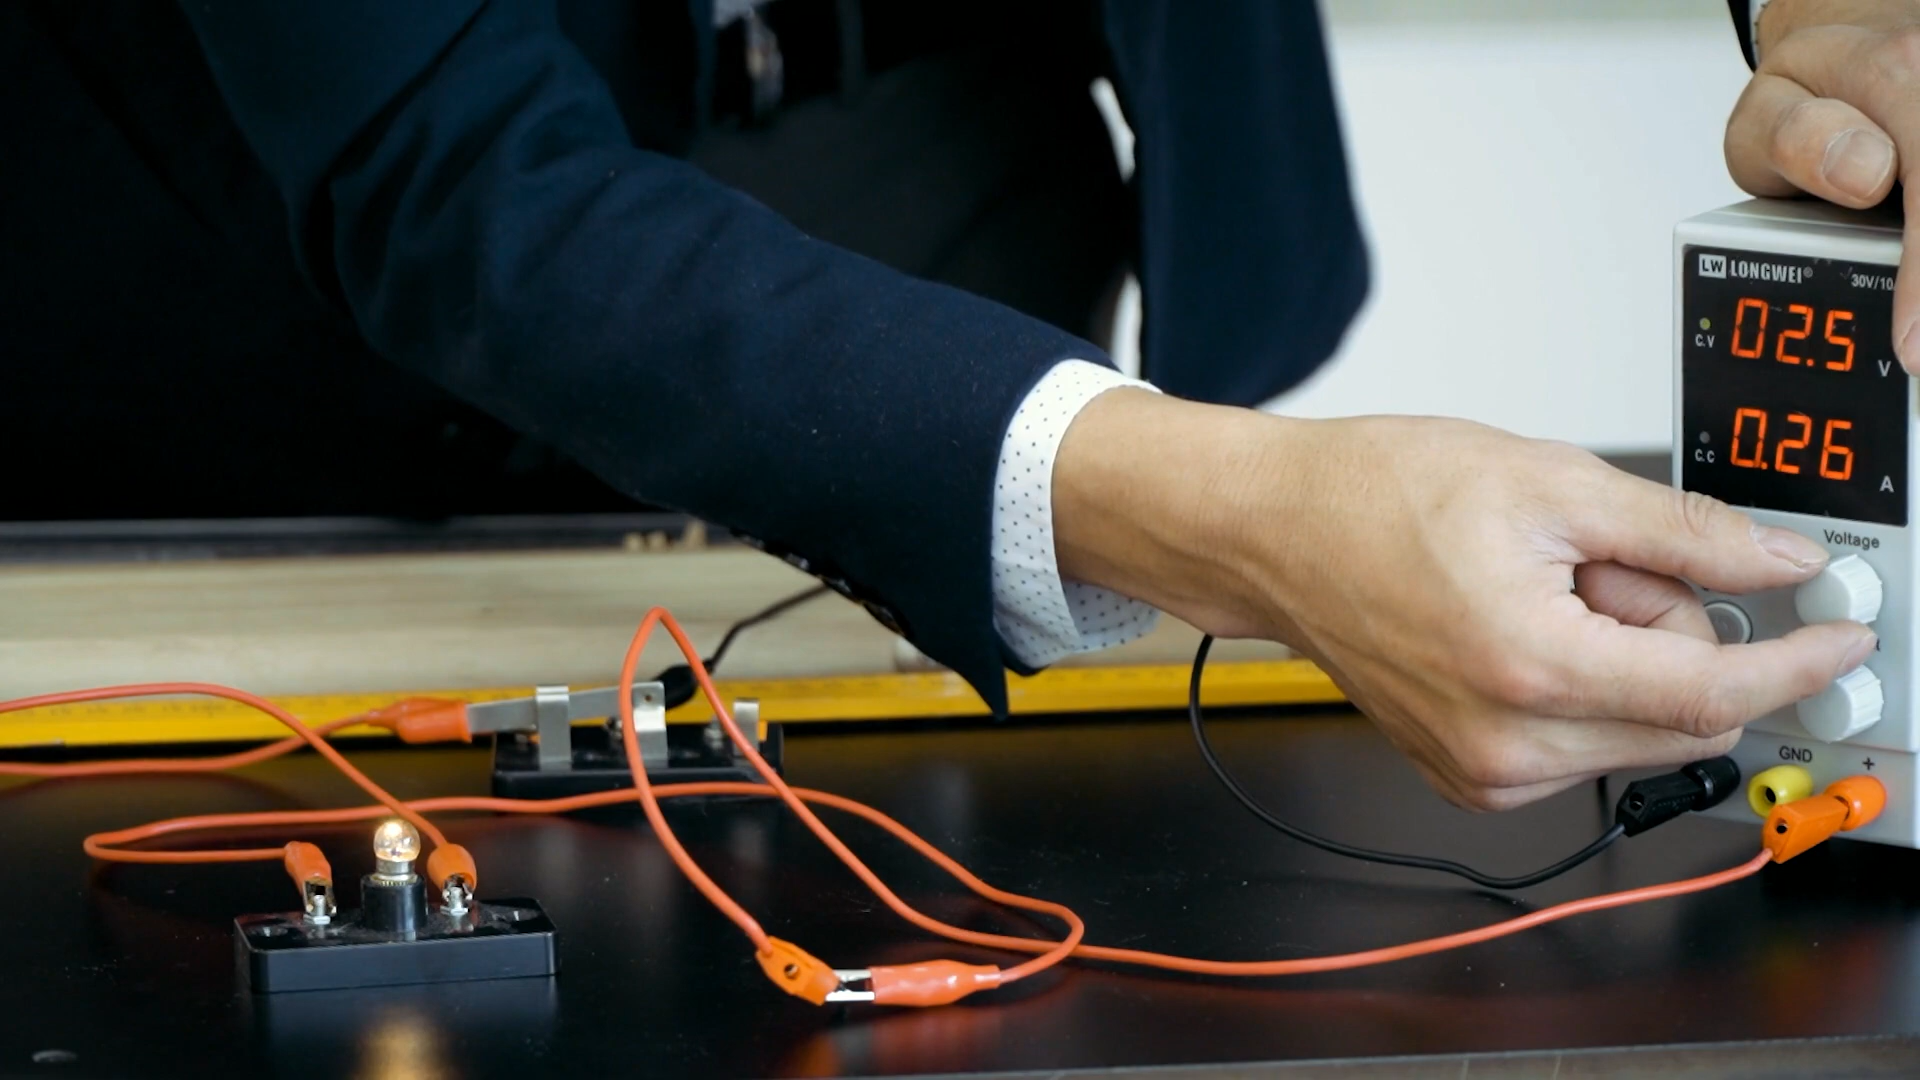 LW LONGWEI® 30V/10
C.V 02.5 V
C.C 0.26 A
Voltage
GND +